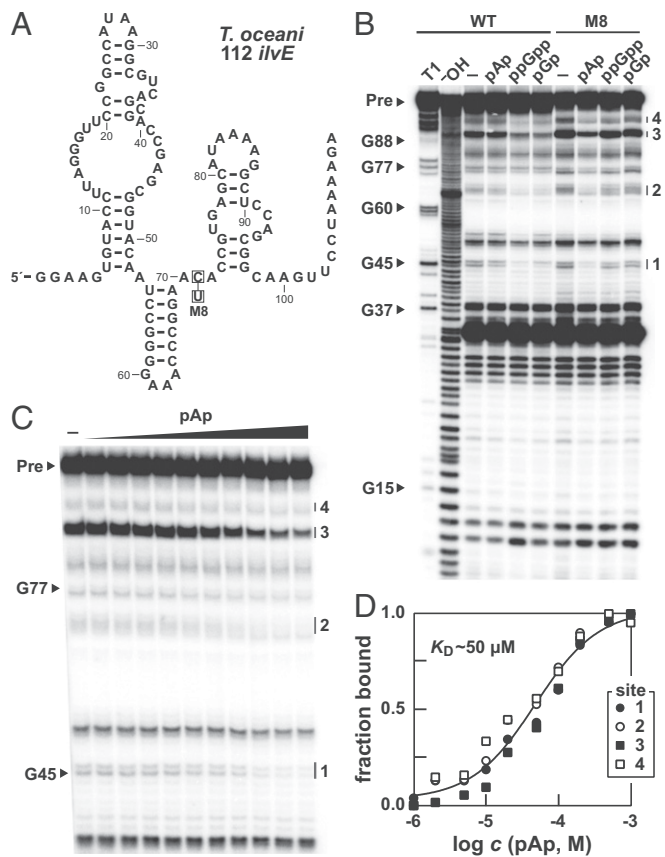 A
T. oceani
112 ilvE
30
20
40
10
50
80
90
5´ GGAAG
70
A C
U
M8
CAAGUU
100
60
B
WT
M8
T1
-OH
–
pAp
ppGpp
pGp
–
pAp
ppGpp
pGp
Pre
4
3
G88
G77
2
G60
G45
1
G37
G15
C
–
pAp
Pre
4
3
G77
2
G45
1
D
1.0
KD~50 µM
fraction bound
0.5
site
1
2
3
4
0.0
-6
-5
-4
-3
log c (pAp, M)